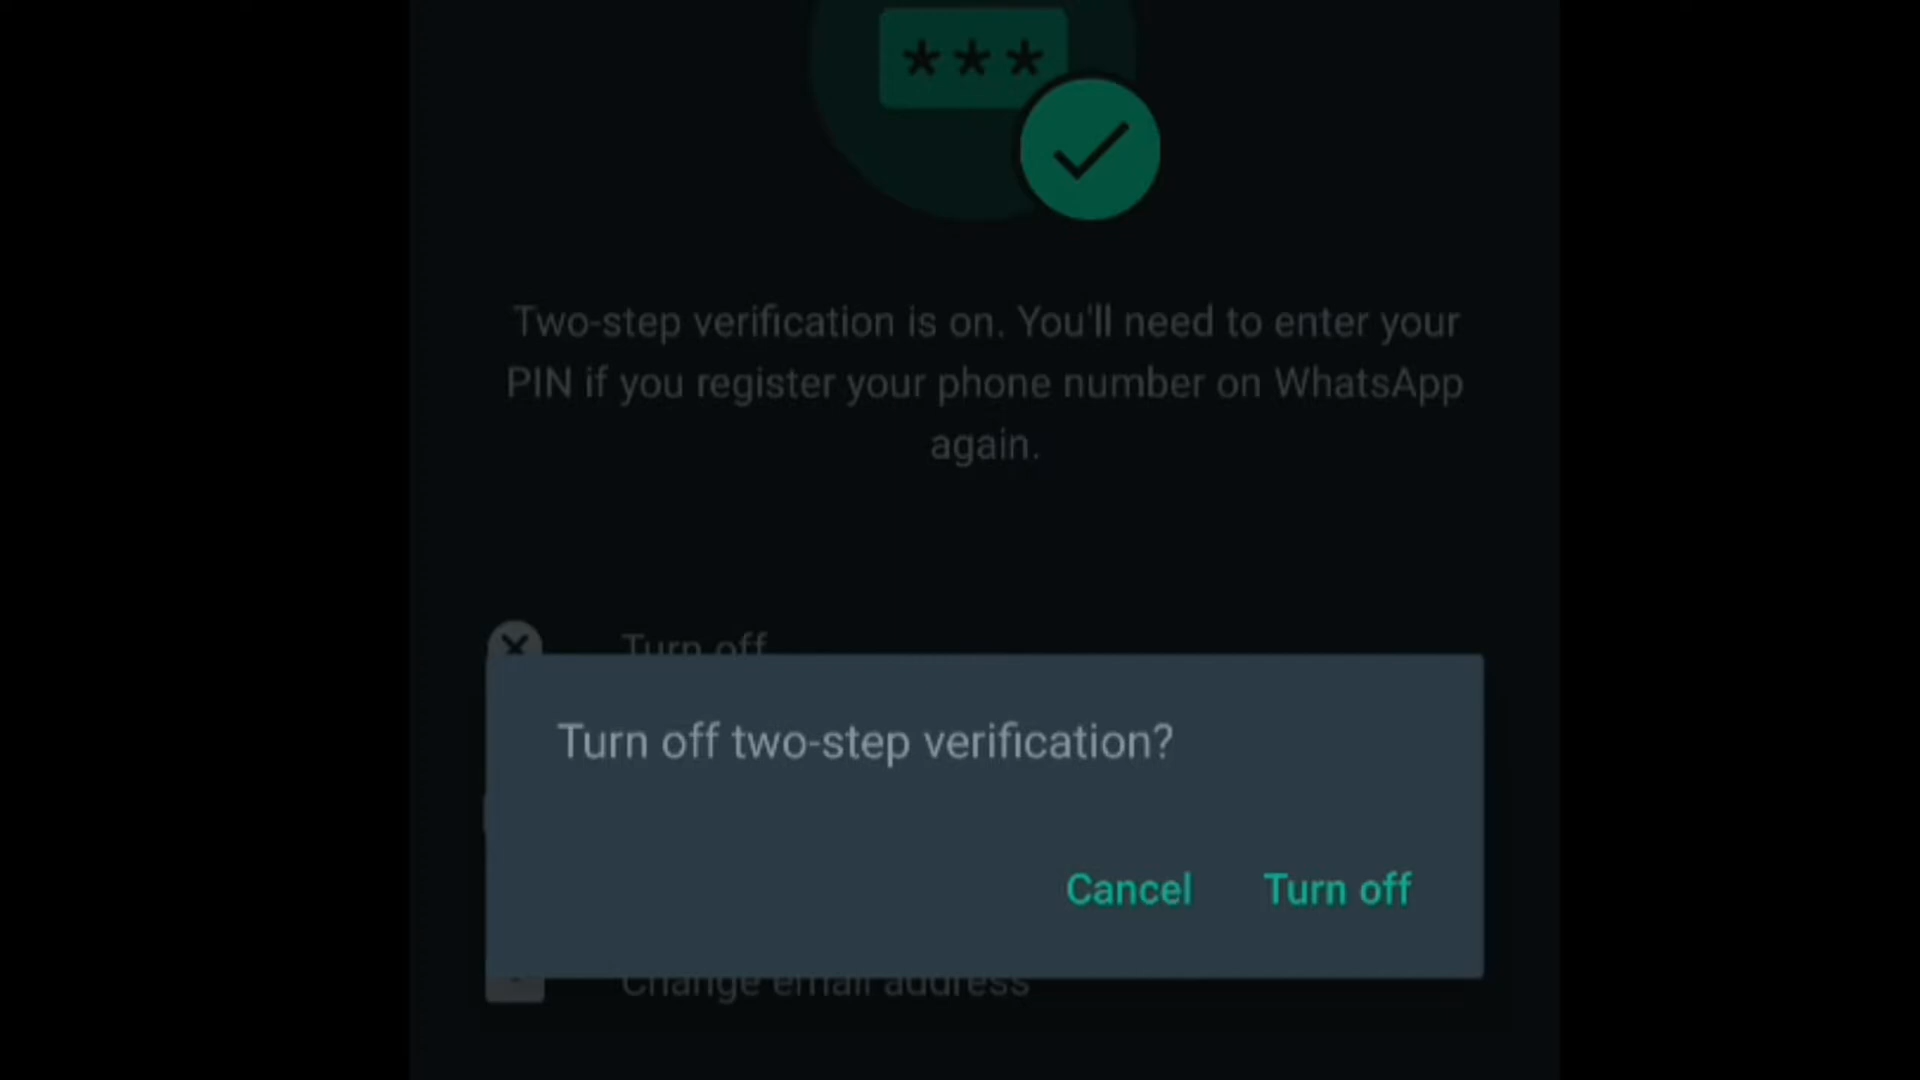 ***
Two-step verification is on. You'll need to enter your
PIN if you register your phone number on WhatsApp
again.
Turn off
Turn off two-step verification?
Cancel Turn off
Change email address